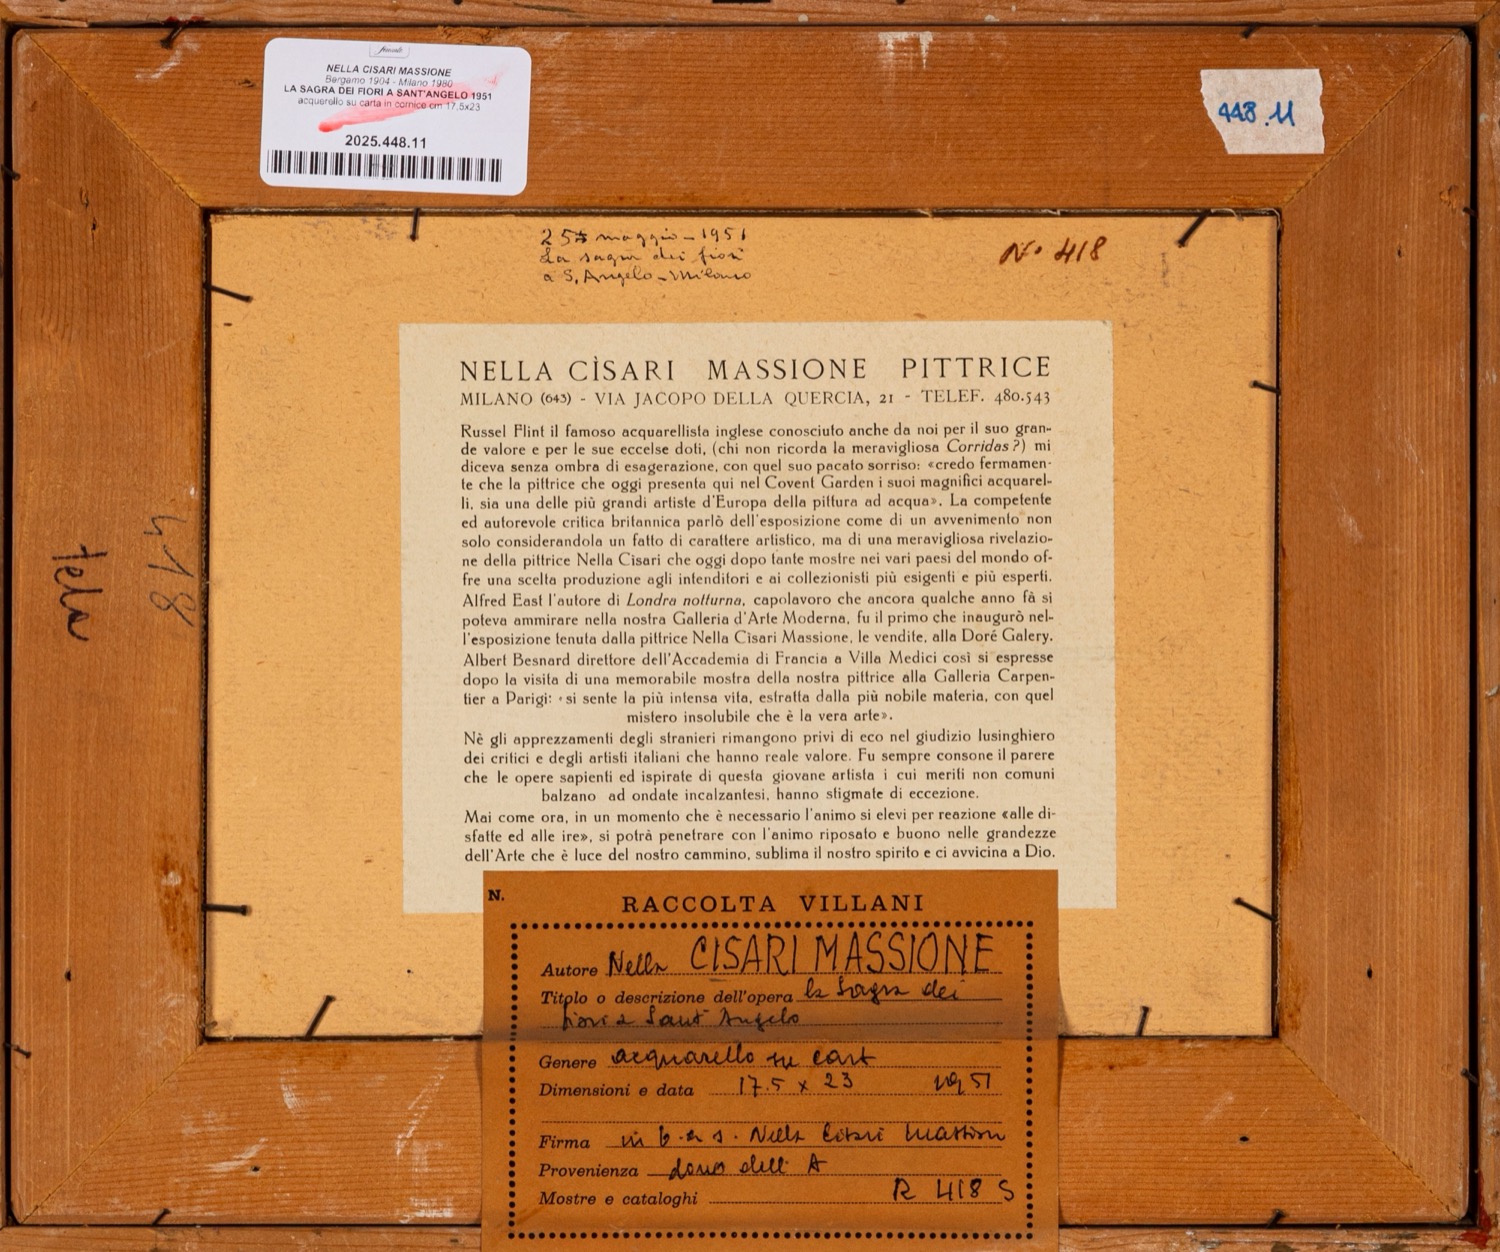 NELLA CISARI MASSIONE
Bergamo 1904 - Milano 1980
LA SAGRA DEI FIORI A SANT'ANGELO 1951
acquerello su carta in cornice cm 17,5x23
2025.448.11
448.11
25 maggio - 1951
La sagra dei fiori
a S. Angelo - Milano
N. 418
NELLA CÌSARI MASSIONE PITTRICE
MILANO (643) - VIA JACOPO DELLA QUERCIA, 21 - TELEF. 480.543
Russel Flint il famoso acquarellista inglese conosciuto anche da noi per il suo gran-
de valore e per le sue eccelse doti, (chi non ricorda la meravigliosa Corridas?) mi
diceva senza ombra di esagerazione, con quel suo pacato sorriso: «credo fermamen-
te che la pittrice che oggi presenta qui nel Covent Garden i suoi magnifici acquarel-
li, sia una delle più grandi artiste d'Europa della pittura ad acqua». La competente
ed autorevole critica britannica parlò dell'esposizione come di un avvenimento non
solo considerandola un fatto di carattere artistico, ma di una meravigliosa rivelazio-
ne della pittrice Nella Cìsari che oggi dopo tante mostre nei vari paesi del mondo of-
fre una scelta produzione agli intenditori e ai collezionisti più esigenti e più esperti.
Alfred East l'autore di Londra notturna, capolavoro che ancora qualche anno fà si
poteva ammirare nella nostra Galleria d'Arte Moderna, fu il primo che inaugurò nel-
l'esposizione tenuta dalla pittrice Nella Cìsari Massione, le vendite, alla Doré Galery.
Albert Besnard direttore dell'Accademia di Francia a Villa Medici così si espresse
dopo la visita di una memorabile mostra della nostra pittrice alla Galleria Carpen-
tier a Parigi: «si sente la più intensa vita, estratta dalla più nobile materia, con quel
mistero insolubile che è la vera arte».
Nè gli apprezzamenti degli stranieri rimangono privi di eco nel giudizio lusinghiero
dei critici e degli artisti italiani che hanno reale valore. Fu sempre consone il parere
che le opere sapienti ed ispirate di questa giovane artista i cui meriti non comuni
balzano ad ondate incalzantesi, hanno stigmate di eccezione.
Mai come ora, in un momento che è necessario l'animo si elevi per reazione «alle di-
sfatte ed alle ire», si potrà penetrare con l'animo riposato e buono nelle grandezze
dell'Arte che è luce del nostro cammino, sublima il nostro spirito e ci avvicina a Dio.
418
tela
N.
RACCOLTA VILLANI
Autore Nella CISARI MASSIONE
Titolo o descrizione dell'opera la Sagra dei
fiori a Sant'Angelo
Genere acquarello su cart
Dimensioni e data 17.5 x 23 1951
Firma in b. a s. Nella Cisari Massion
Provenienza dono dell'A
Mostre e cataloghi R 418 S